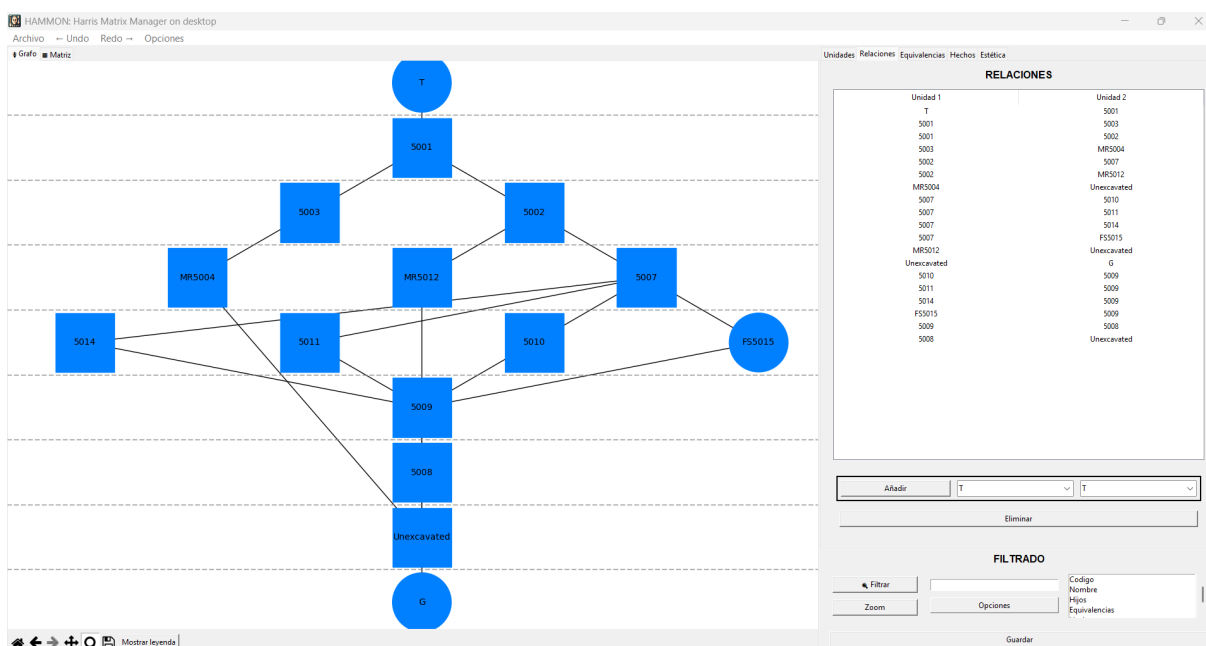 HAMMON: Harris Matrix Manager on desktop
Archivo ← Undo Redo → Opciones
Grafo Matriz
T
5001
5003 5002
MR5004 MR5012 5007
5014 5011 5010 FS5015
5009
5008
Unexcavated
G
Mostrar leyenda
Unidades Relaciones Equivalencias Hechos Estética
RELACIONES
Unidad 1 Unidad 2
T 5001
5001 5003
5001 5002
5003 MR5004
5002 5007
5002 MR5012
MR5004 Unexcavated
5007 5010
5007 5011
5007 5014
5007 FS5015
MR5012 Unexcavated
Unexcavated G
5010 5009
5011 5009
5014 5009
FS5015 5009
5009 5008
5008 Unexcavated
Añadir T T
Eliminar
FILTRADO
Filtrar
Zoom Opciones
Codigo
Nombre
Hijos
Equivalencias
Guardar